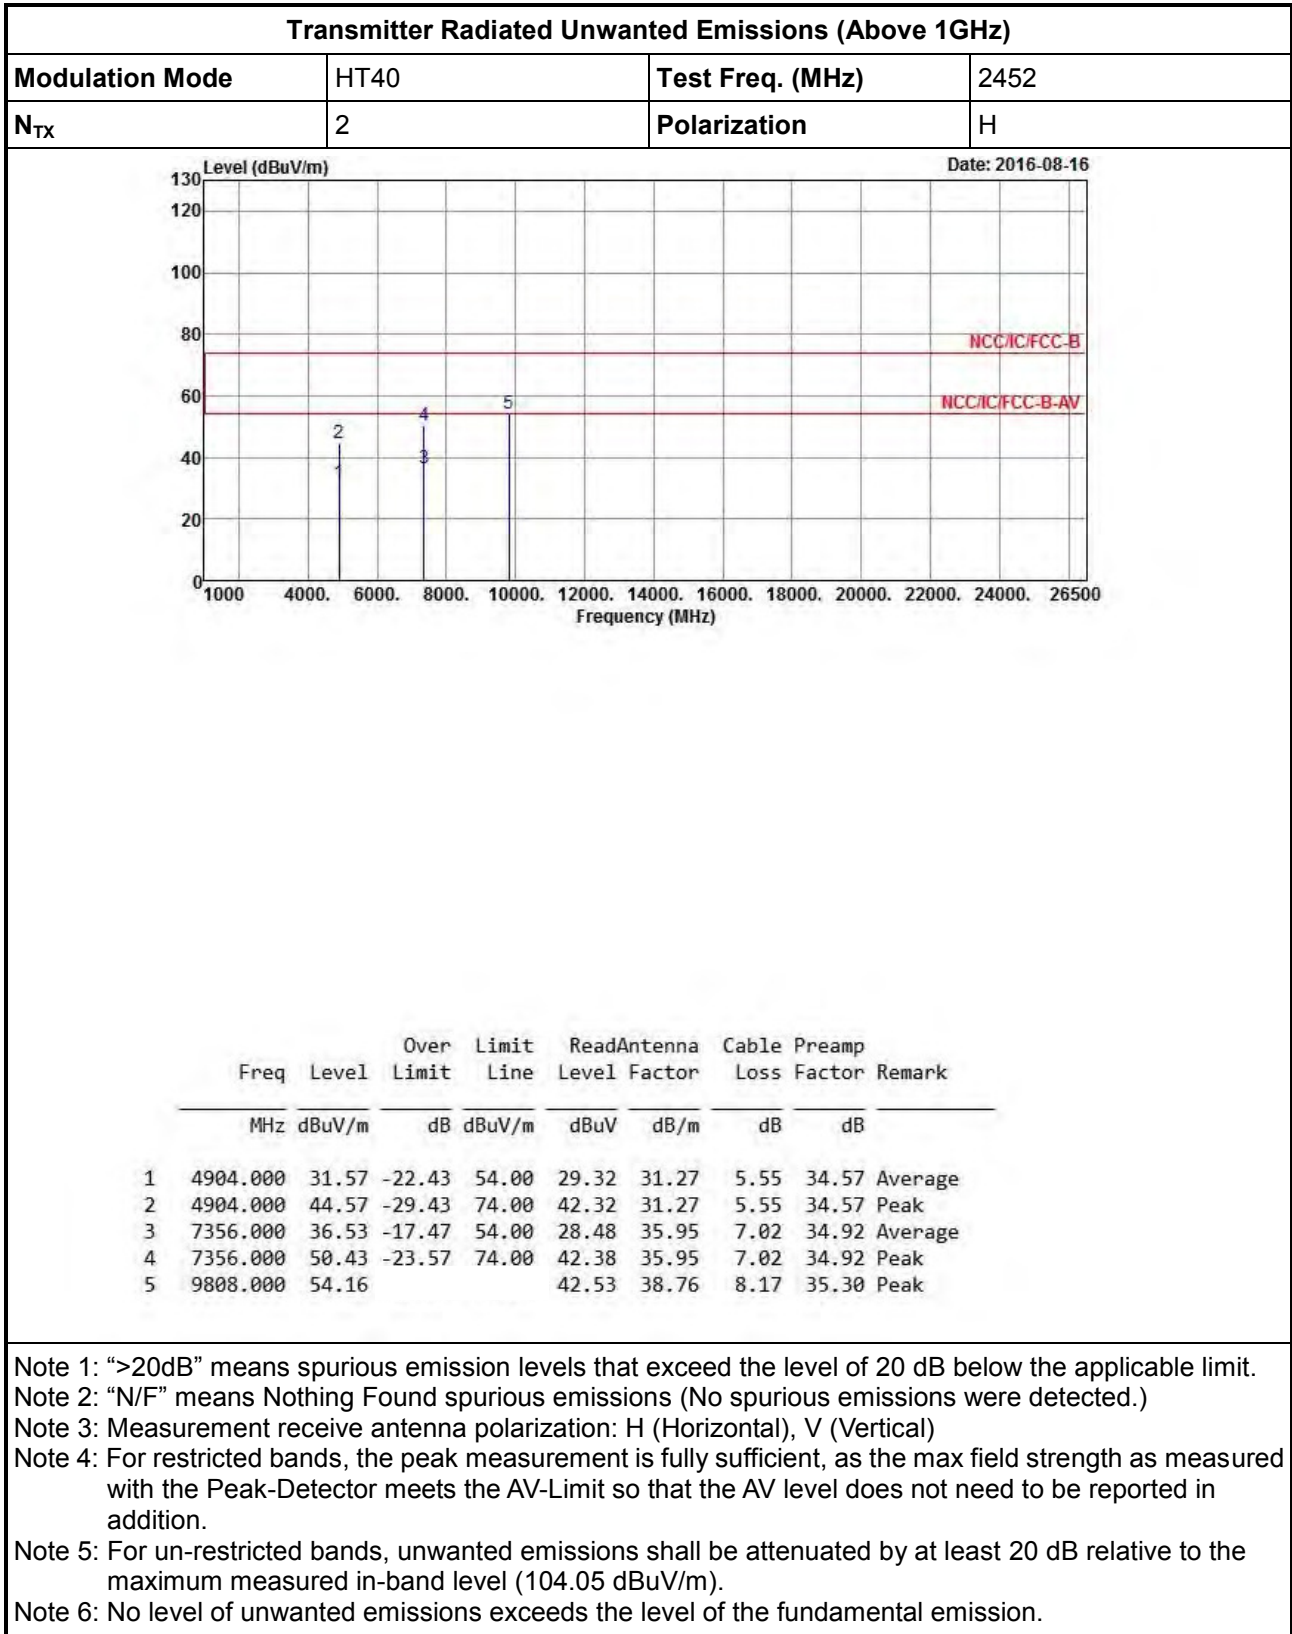 Transmitter Radiated Unwanted Emissions (Above 1GHz)
Modulation Mode HT40 Test Freq. (MHz) 2452
NTX 2 Polarization H
Level (dBuV/m) Date: 2016-08-16
130
120
100
80
60
40
20
0
NCC/IC/FCC-B
NCC/IC/FCC-B-AV
1 2 3 4 5
1000 4000. 6000. 8000. 10000. 12000. 14000. 16000. 18000. 20000. 22000. 24000. 26500
Frequency (MHz)
Over Limit ReadAntenna Cable Preamp
Freq Level Limit Line Level Factor Loss Factor Remark
MHz dBuV/m dB dBuV/m dBuV dB/m dB dB
1 4904.000 31.57 -22.43 54.00 29.32 31.27 5.55 34.57 Average
2 4904.000 44.57 -29.43 74.00 42.32 31.27 5.55 34.57 Peak
3 7356.000 36.53 -17.47 54.00 28.48 35.95 7.02 34.92 Average
4 7356.000 50.43 -23.57 74.00 42.38 35.95 7.02 34.92 Peak
5 9808.000 54.16 42.53 38.76 8.17 35.30 Peak
Note 1: “>20dB” means spurious emission levels that exceed the level of 20 dB below the applicable limit.
Note 2: “N/F” means Nothing Found spurious emissions (No spurious emissions were detected.)
Note 3: Measurement receive antenna polarization: H (Horizontal), V (Vertical)
Note 4: For restricted bands, the peak measurement is fully sufficient, as the max field strength as measured
with the Peak-Detector meets the AV-Limit so that the AV level does not need to be reported in
addition.
Note 5: For un-restricted bands, unwanted emissions shall be attenuated by at least 20 dB relative to the
maximum measured in-band level (104.05 dBuV/m).
Note 6: No level of unwanted emissions exceeds the level of the fundamental emission.